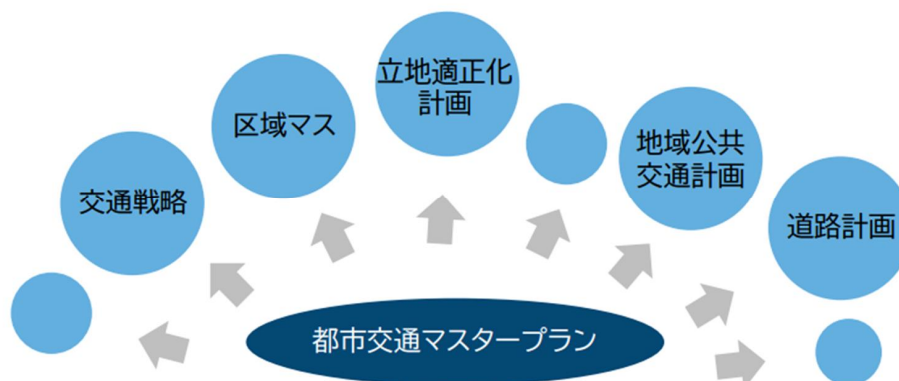 交通戦略
区域マス
立地適正化
計画
地域公共
交通計画
道路計画
都市交通マスタープラン